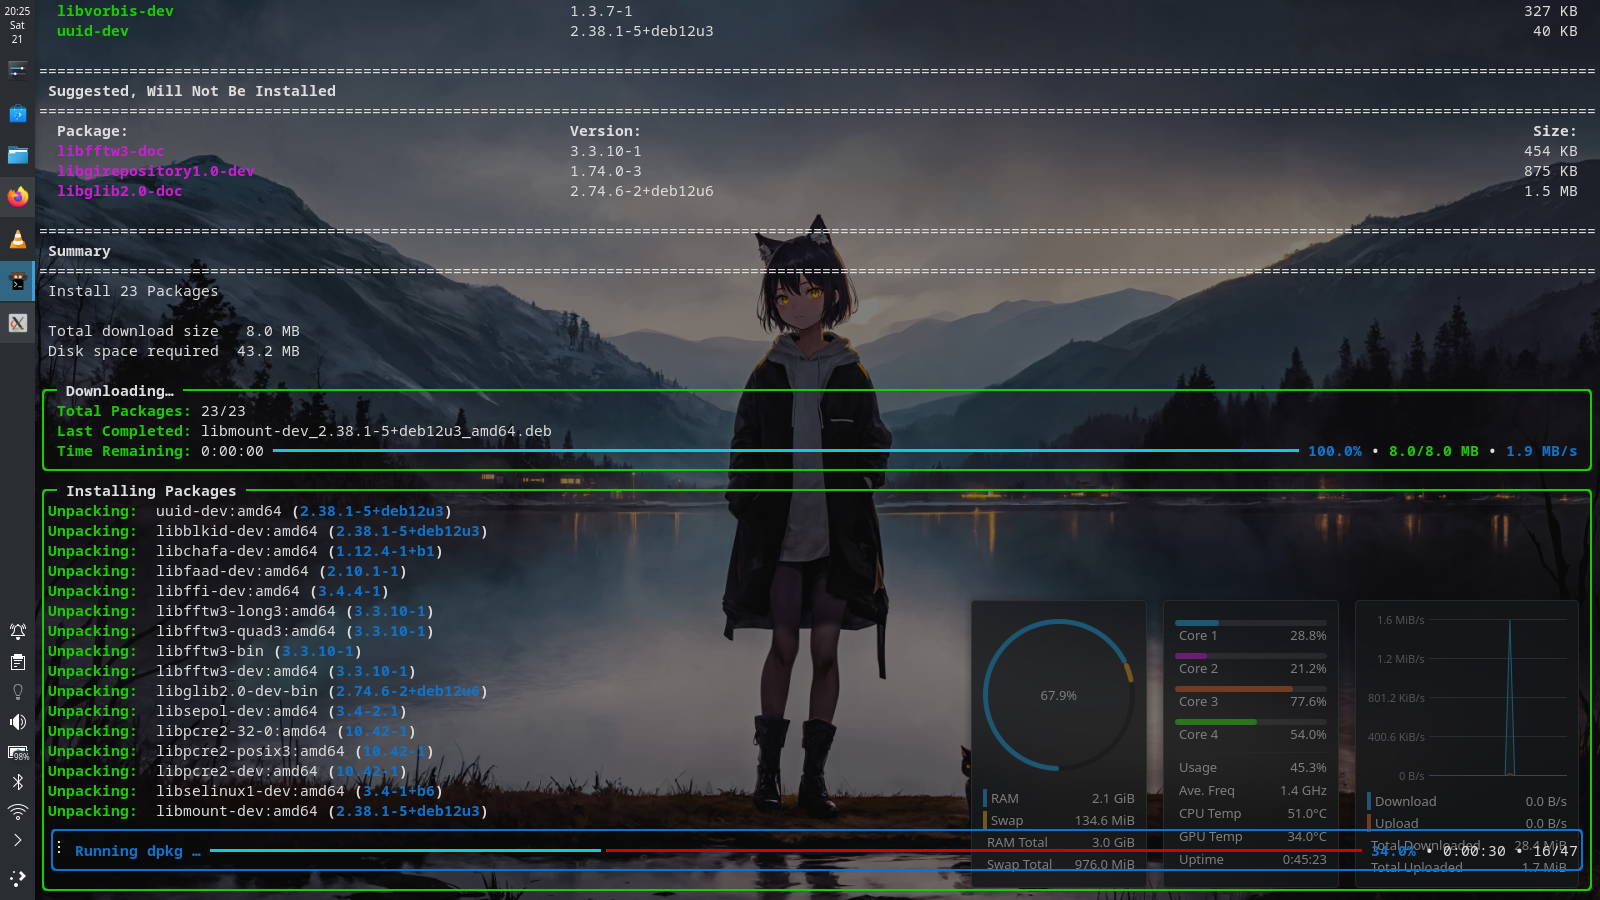 20:25
Sat
21
libvorbis-dev 1.3.7-1 327 KB
uuid-dev 2.38.1-5+deb12u3 40 KB
Suggested, Will Not Be Installed
Package: Version: Size:
libfftw3-doc 3.3.10-1 454 KB
libgirepository1.0-dev 1.74.0-3 875 KB
libglib2.0-doc 2.74.6-2+deb12u6 1.5 MB
Summary
Install 23 Packages
Total download size 8.0 MB
Disk space required 43.2 MB
Downloading…
Total Packages: 23/23
Last Completed: libmount-dev_2.38.1-5+deb12u3_amd64.deb
Time Remaining: 0:00:00 100.0% • 8.0/8.0 MB • 1.9 MB/s
Installing Packages
Unpacking: uuid-dev:amd64 (2.38.1-5+deb12u3)
Unpacking: libblkid-dev:amd64 (2.38.1-5+deb12u3)
Unpacking: libchafa-dev:amd64 (1.12.4-1+b1)
Unpacking: libfaad-dev:amd64 (2.10.1-1)
Unpacking: libffi-dev:amd64 (3.4.4-1)
Unpacking: libfftw3-long3:amd64 (3.3.10-1)
Unpacking: libfftw3-quad3:amd64 (3.3.10-1)
Unpacking: libfftw3-bin (3.3.10-1)
Unpacking: libfftw3-dev:amd64 (3.3.10-1)
Unpacking: libglib2.0-dev-bin (2.74.6-2+deb12u6)
Unpacking: libsepol-dev:amd64 (3.4-2.1)
Unpacking: libpcre2-32-0:amd64 (10.42-1)
Unpacking: libpcre2-posix3:amd64 (10.42-1)
Unpacking: libpcre2-dev:amd64 (10.42-1)
Unpacking: libselinux1-dev:amd64 (3.4-1+b6)
Unpacking: libmount-dev:amd64 (2.38.1-5+deb12u3)
Running dpkg … 34.0% • 0:00:30 • 16/47
98%
67.9%
RAM 2.1 GiB
Swap 134.6 MiB
RAM Total 3.0 GiB
Swap Total 976.0 MiB
Core 1 28.8%
Core 2 21.2%
Core 3 77.6%
Core 4 54.0%
Usage 45.3%
Ave. Freq 1.4 GHz
CPU Temp 51.0°C
GPU Temp 34.0°C
Uptime 0:45:23
1.6 MiB/s
1.2 MiB/s
801.2 KiB/s
400.6 KiB/s
0 B/s
Download 0.0 B/s
Upload 0.0 B/s
Total Downloaded 28.4 MiB
Total Uploaded 1.7 MiB